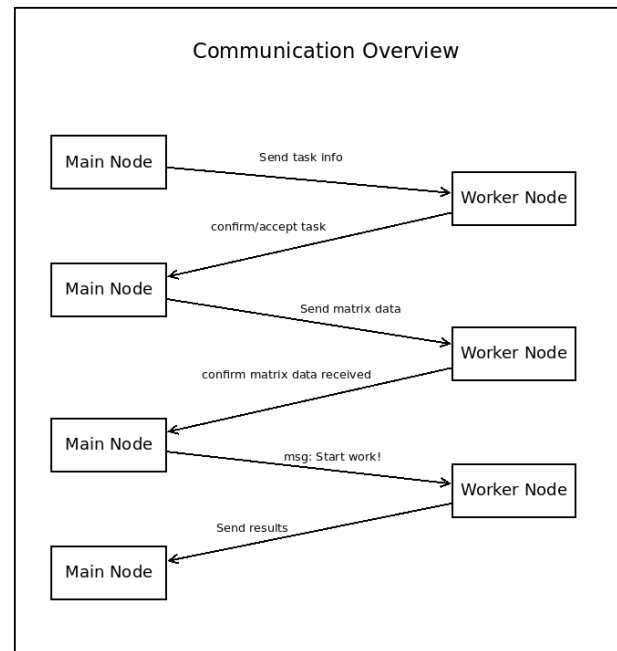 Communication Overview
Main Node
Send task info
Worker Node
confirm/accept task
Main Node
Send matrix data
Worker Node
confirm matrix data received
Main Node
msg: Start work!
Worker Node
Send results
Main Node